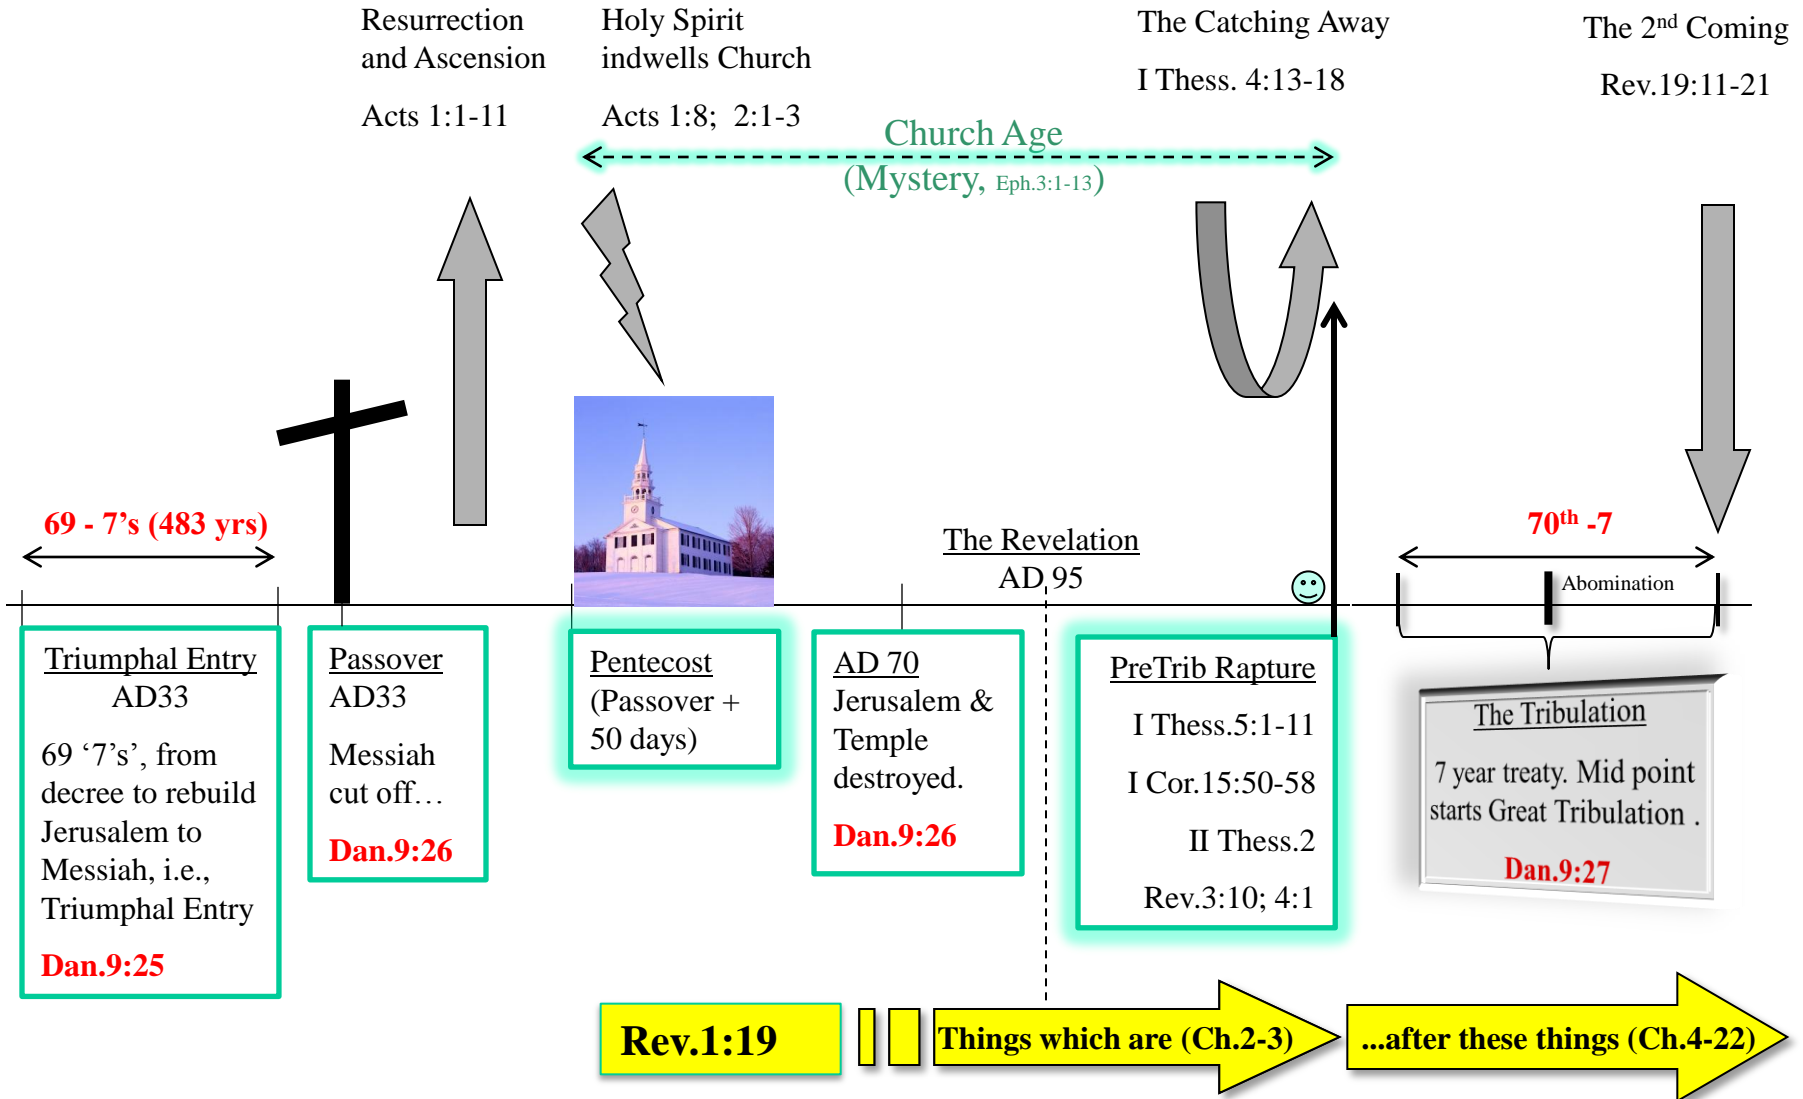 Resurrection
and Ascension
Acts 1:1-11
Holy Spirit
indwells Church
Acts 1:8;  2:1-3
The Catching Away
I Thess. 4:13-18
The 2nd Coming
Rev.19:11-21
Church Age
(Mystery, Eph.3:1-13)
69 - 7’s (483 yrs)
The Revelation
AD 95
70th -7
Abomination
Triumphal Entry
AD33
69 ‘7’s’, from
decree to rebuild
Jerusalem to
Messiah, i.e.,
Triumphal Entry
Dan.9:25
Passover
AD33
Messiah
cut off…
Dan.9:26
Pentecost
(Passover +
50 days)
AD 70
Jerusalem &
Temple
destroyed.
Dan.9:26
PreTrib Rapture
I Thess.5:1-11
I Cor.15:50-58
II Thess.2
Rev.3:10; 4:1
The Tribulation
7 year treaty. Mid point
starts Great Tribulation .
Dan.9:27
Rev.1:19
Things which are (Ch.2-3)
...after these things (Ch.4-22)